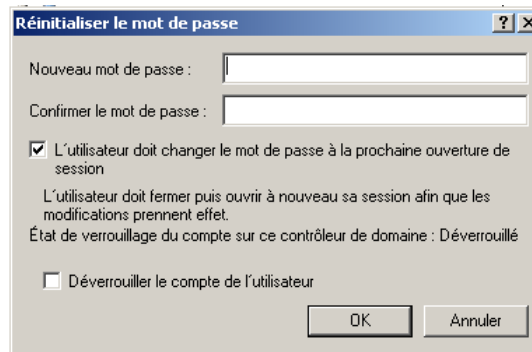 Réinitialiser le mot de passe
Nouveau mot de passe :
Confirmer le mot de passe :
L´utilisateur doit changer le mot de passe à la prochaine ouverture de
session
L´utilisateur doit fermer puis ouvrir à nouveau sa session afin que les
modifications prennent effet.
État de verrouillage du compte sur ce contrôleur de domaine : Déverrouillé
Déverrouiller le compte de l´utilisateur
OK Annuler